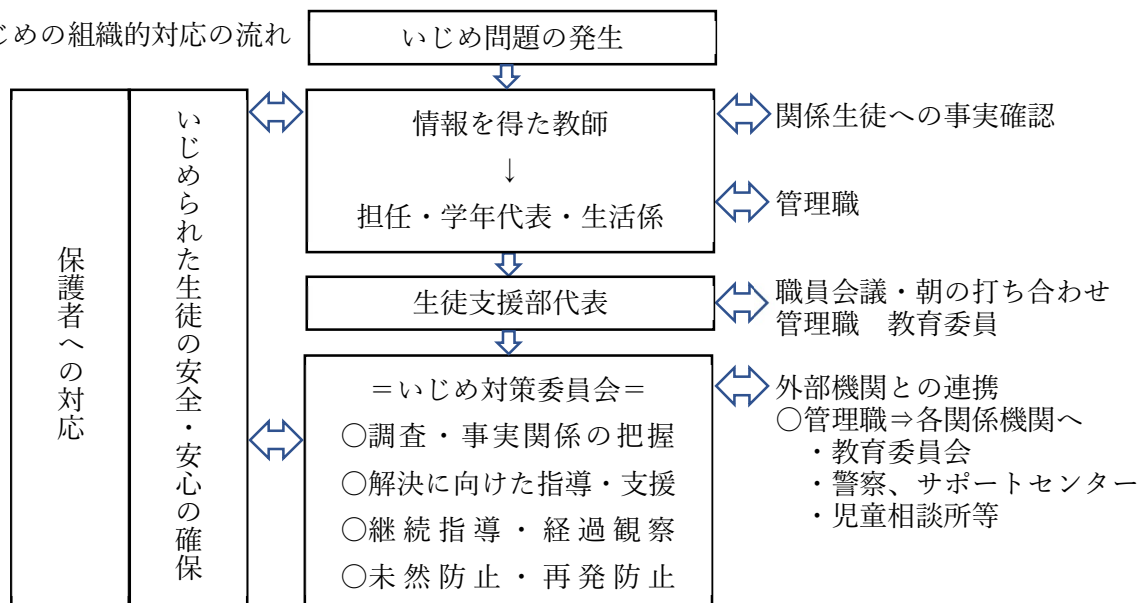 じめの組織的対応の流れ
いじめ問題の発生
保護者への対応
いじめられた生徒の安全・安心の確保
情報を得た教師
↓
担任・学年代表・生活係
関係生徒への事実確認
管理職
生徒支援部代表
職員会議・朝の打ち合わせ
管理職　教育委員
＝いじめ対策委員会＝
〇調査・事実関係の把握
〇解決に向けた指導・支援
〇継続指導・経過観察
〇未然防止・再発防止
外部機関との連携
〇管理職⇒各関係機関へ
・教育委員会
・警察、サポートセンター
・児童相談所等